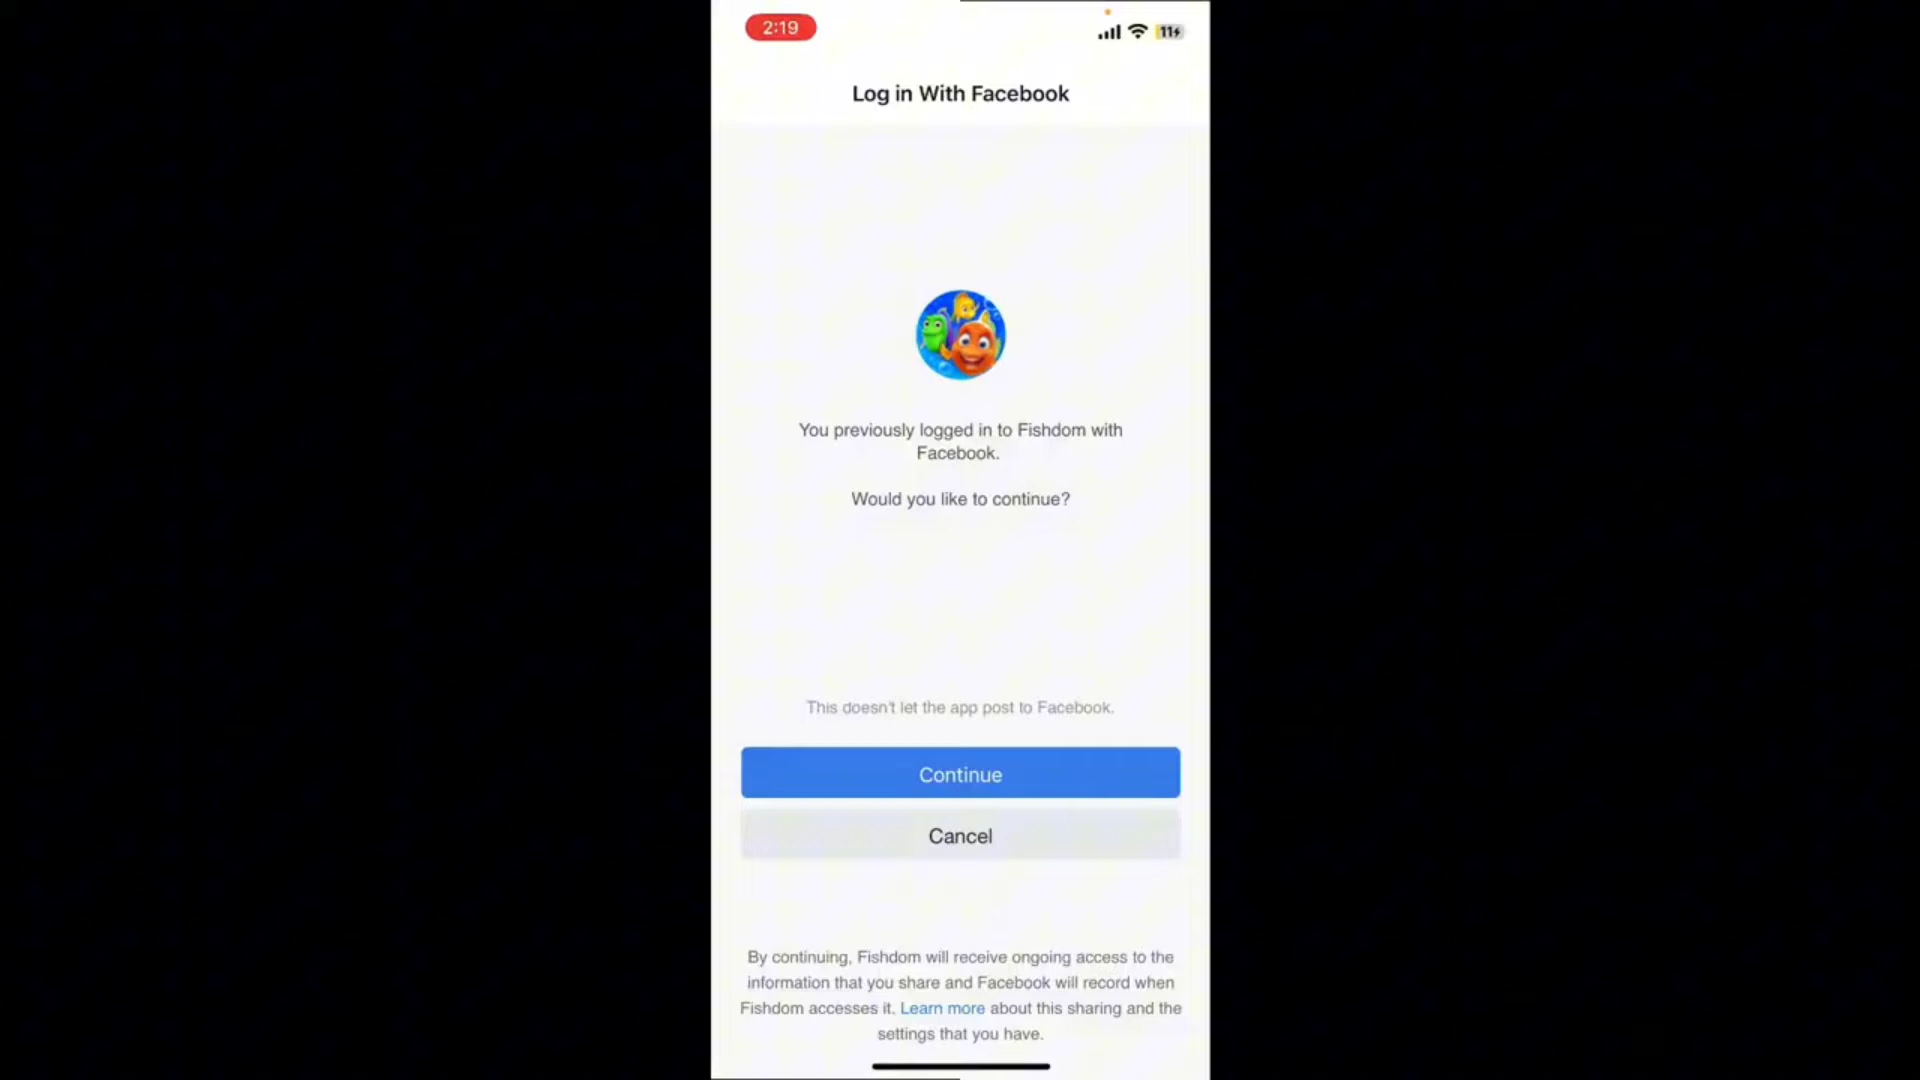 2:19
11
Log in With Facebook
You previously logged in to Fishdom with
Facebook.
Would you like to continue?
This doesn't let the app post to Facebook.
Continue
Cancel
By continuing, Fishdom will receive ongoing access to the
information that you share and Facebook will record when
Fishdom accesses it. Learn more about this sharing and the
settings that you have.